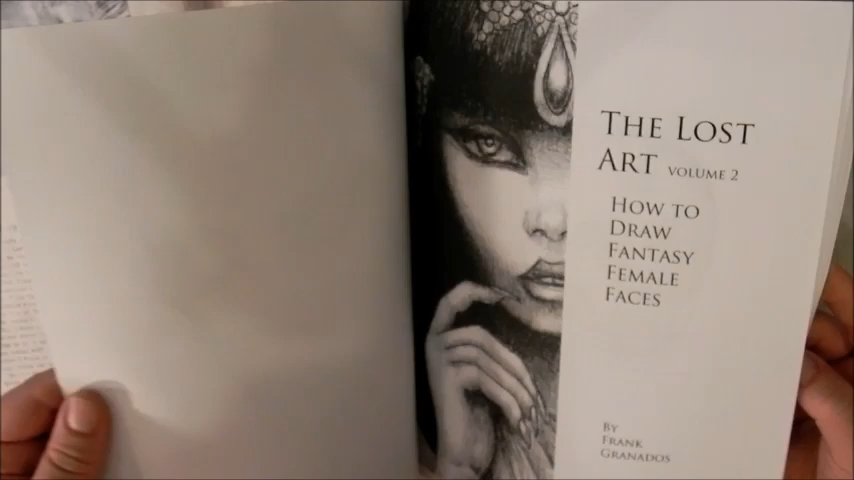 THE LOST
ART VOLUME 2
HOW TO
DRAW
FANTASY
FEMALE
FACES
BY
FRANK
GRANADOS